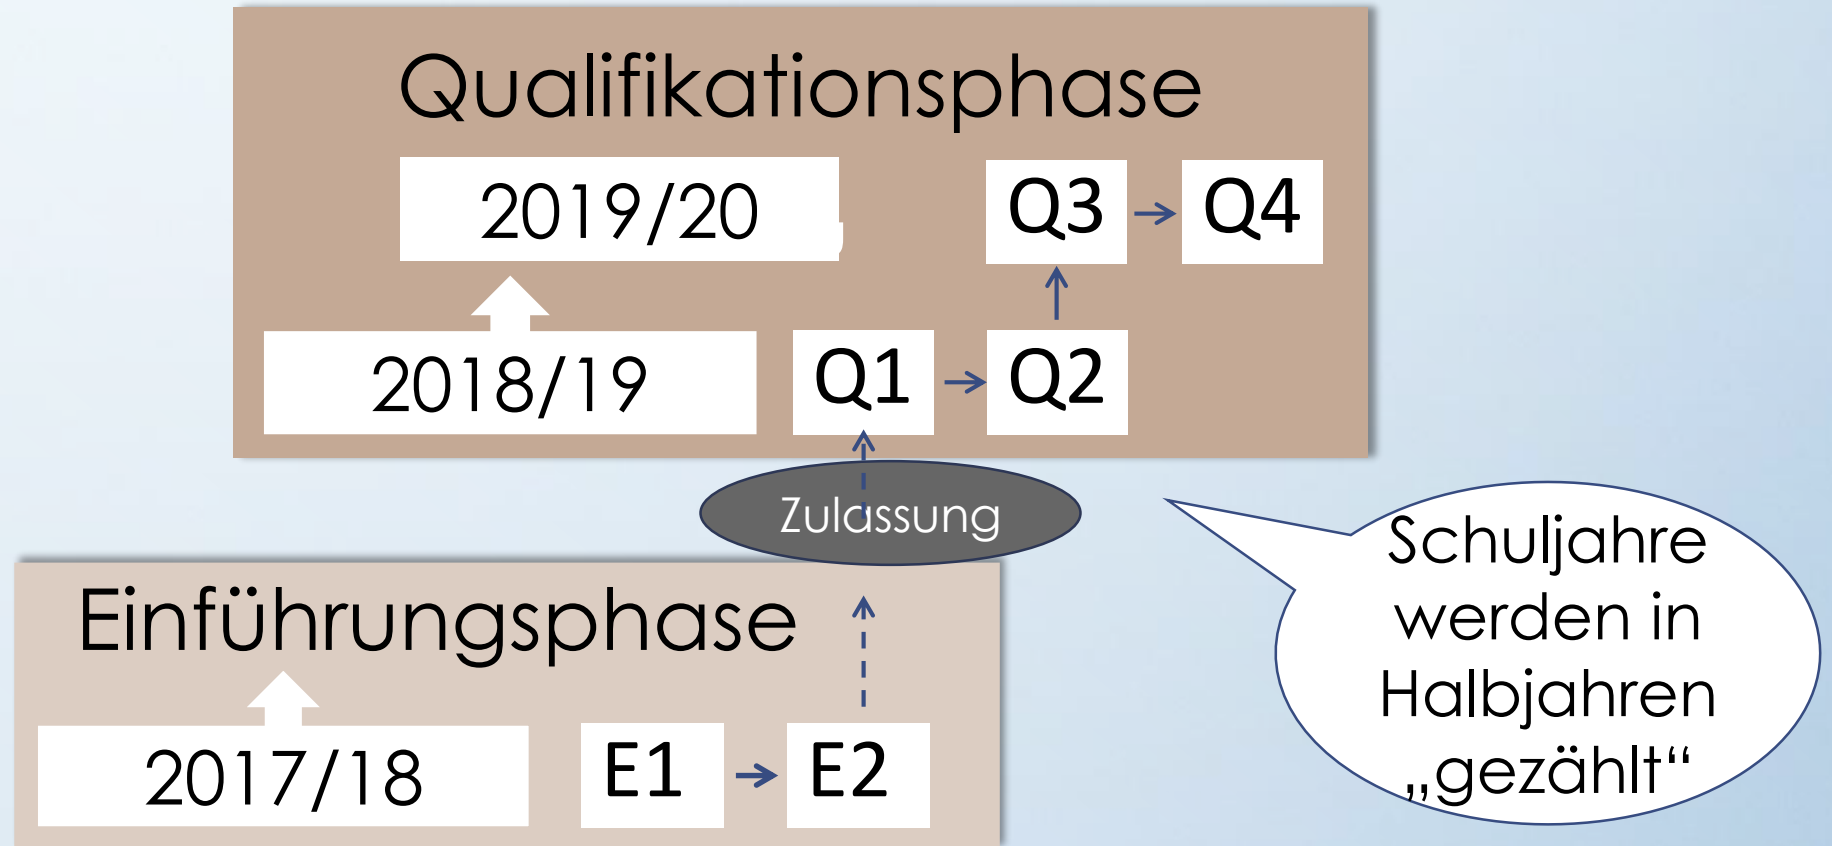 Qualifikationsphase
2019/20 Q3 Q4
2018/19 Q1 Q2
Zulassung
Einführungsphase
2017/18 E1 E2
Schuljahre
werden in
Halbjahren
„gezählt“